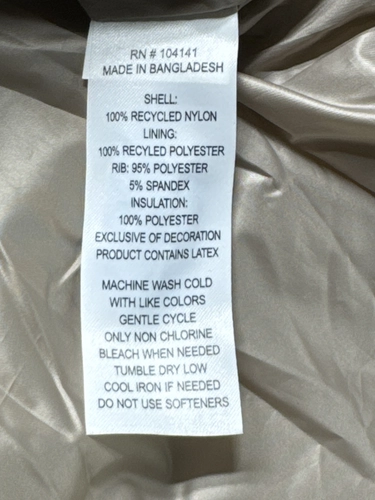 RN # 104141
MADE IN BANGLADESH
SHELL:
100% RECYCLED NYLON
LINING:
100% RECYLED POLYESTER
RIB: 95% POLYESTER
5% SPANDEX
INSULATION:
100% POLYESTER
EXCLUSIVE OF DECORATION
PRODUCT CONTAINS LATEX
MACHINE WASH COLD
WITH LIKE COLORS
GENTLE CYCLE
ONLY NON CHLORINE
BLEACH WHEN NEEDED
TUMBLE DRY LOW
COOL IRON IF NEEDED
DO NOT USE SOFTENERS